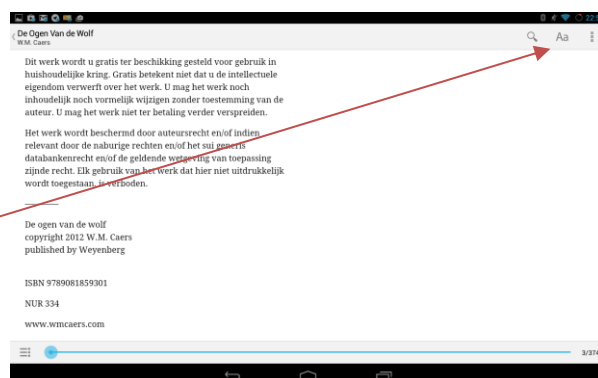 22:5
De Ogen Van de Wolf
W.M. Caers
Aa
Dit werk wordt u gratis ter beschikking gesteld voor gebruik in
huishoudelijke kring. Gratis betekent niet dat u de intellectuele
eigendom verwerft over het werk. U mag het werk noch
inhoudelijk noch vormelijk wijzigen zonder toestemming van de
auteur. U mag het werk niet ter betaling verder verspreiden.
Het werk wordt beschermd door auteursrecht en/of indien
relevant door de naburige rechten en/of het sui generis
databankenrecht en/of de geldende wetgeving van toepassing
zijnde recht. Elk gebruik van het werk dat hier niet uitdrukkelijk
wordt toegestaan, is verboden.
De ogen van de wolf
copyright 2012 W.M. Caers
published by Weyenberg
ISBN 9789081859301
NUR 334
www.wmcaers.com
3/374